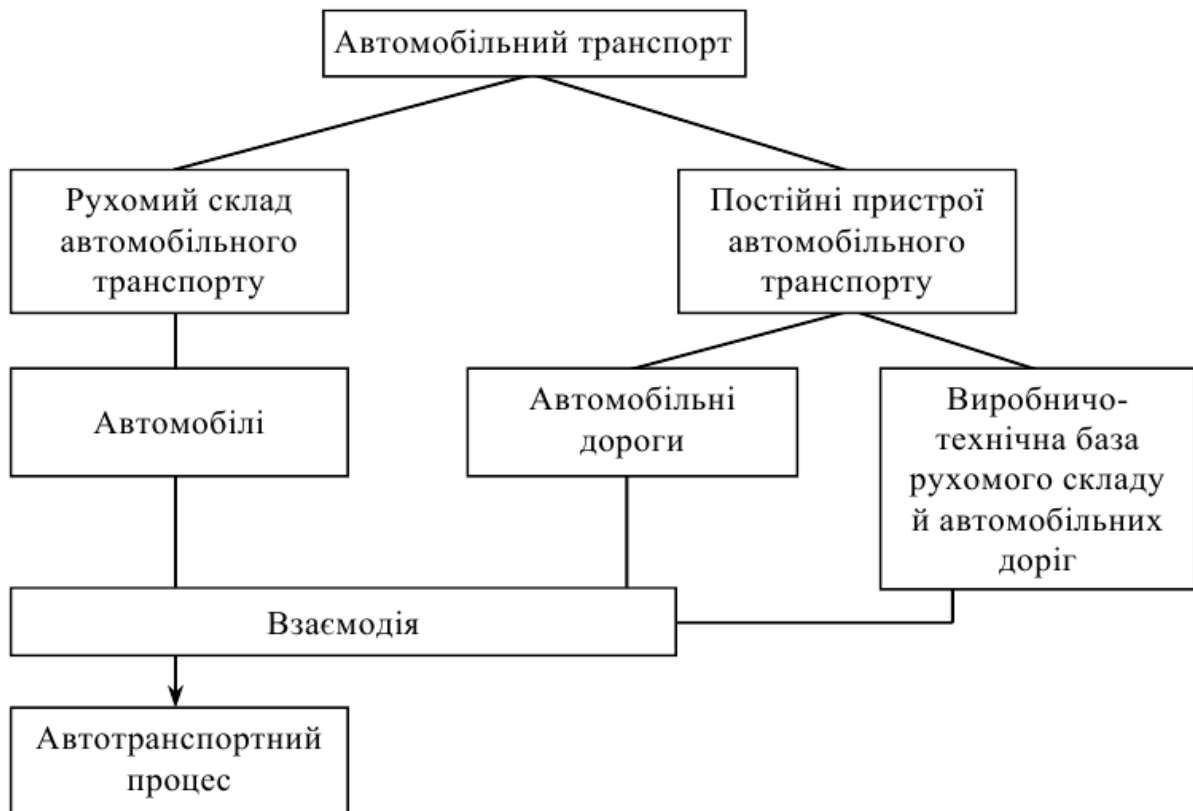 Автомобільний транспорт
Рухомий склад
автомобільного
транспорту
Постійні пристрої
автомобільного
транспорту
Автомобілі
Автомобільні
дороги
Виробничо-
технічна база
рухомого складу
й автомобільних
доріг
Взаємодія
Автотранспортний
процес